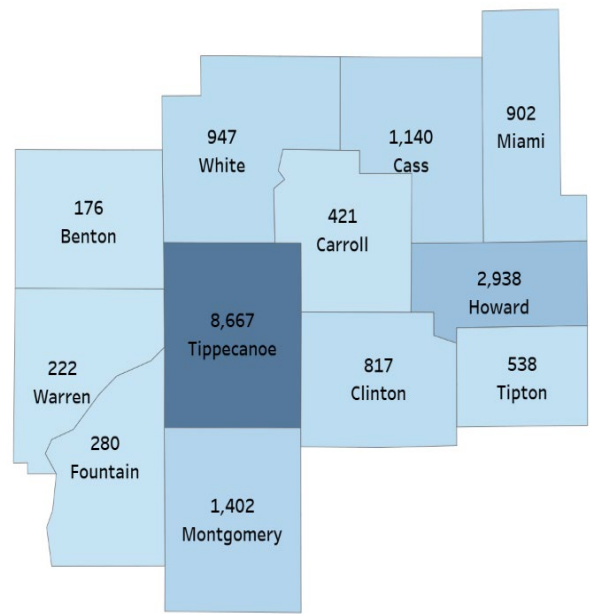 902
Miami
947
White
1,140
Cass
176
Benton
421
Carroll
2,938
Howard
8,667
Tippecanoe
222
Warren
817
Clinton
538
Tipton
280
Fountain
1,402
Montgomery